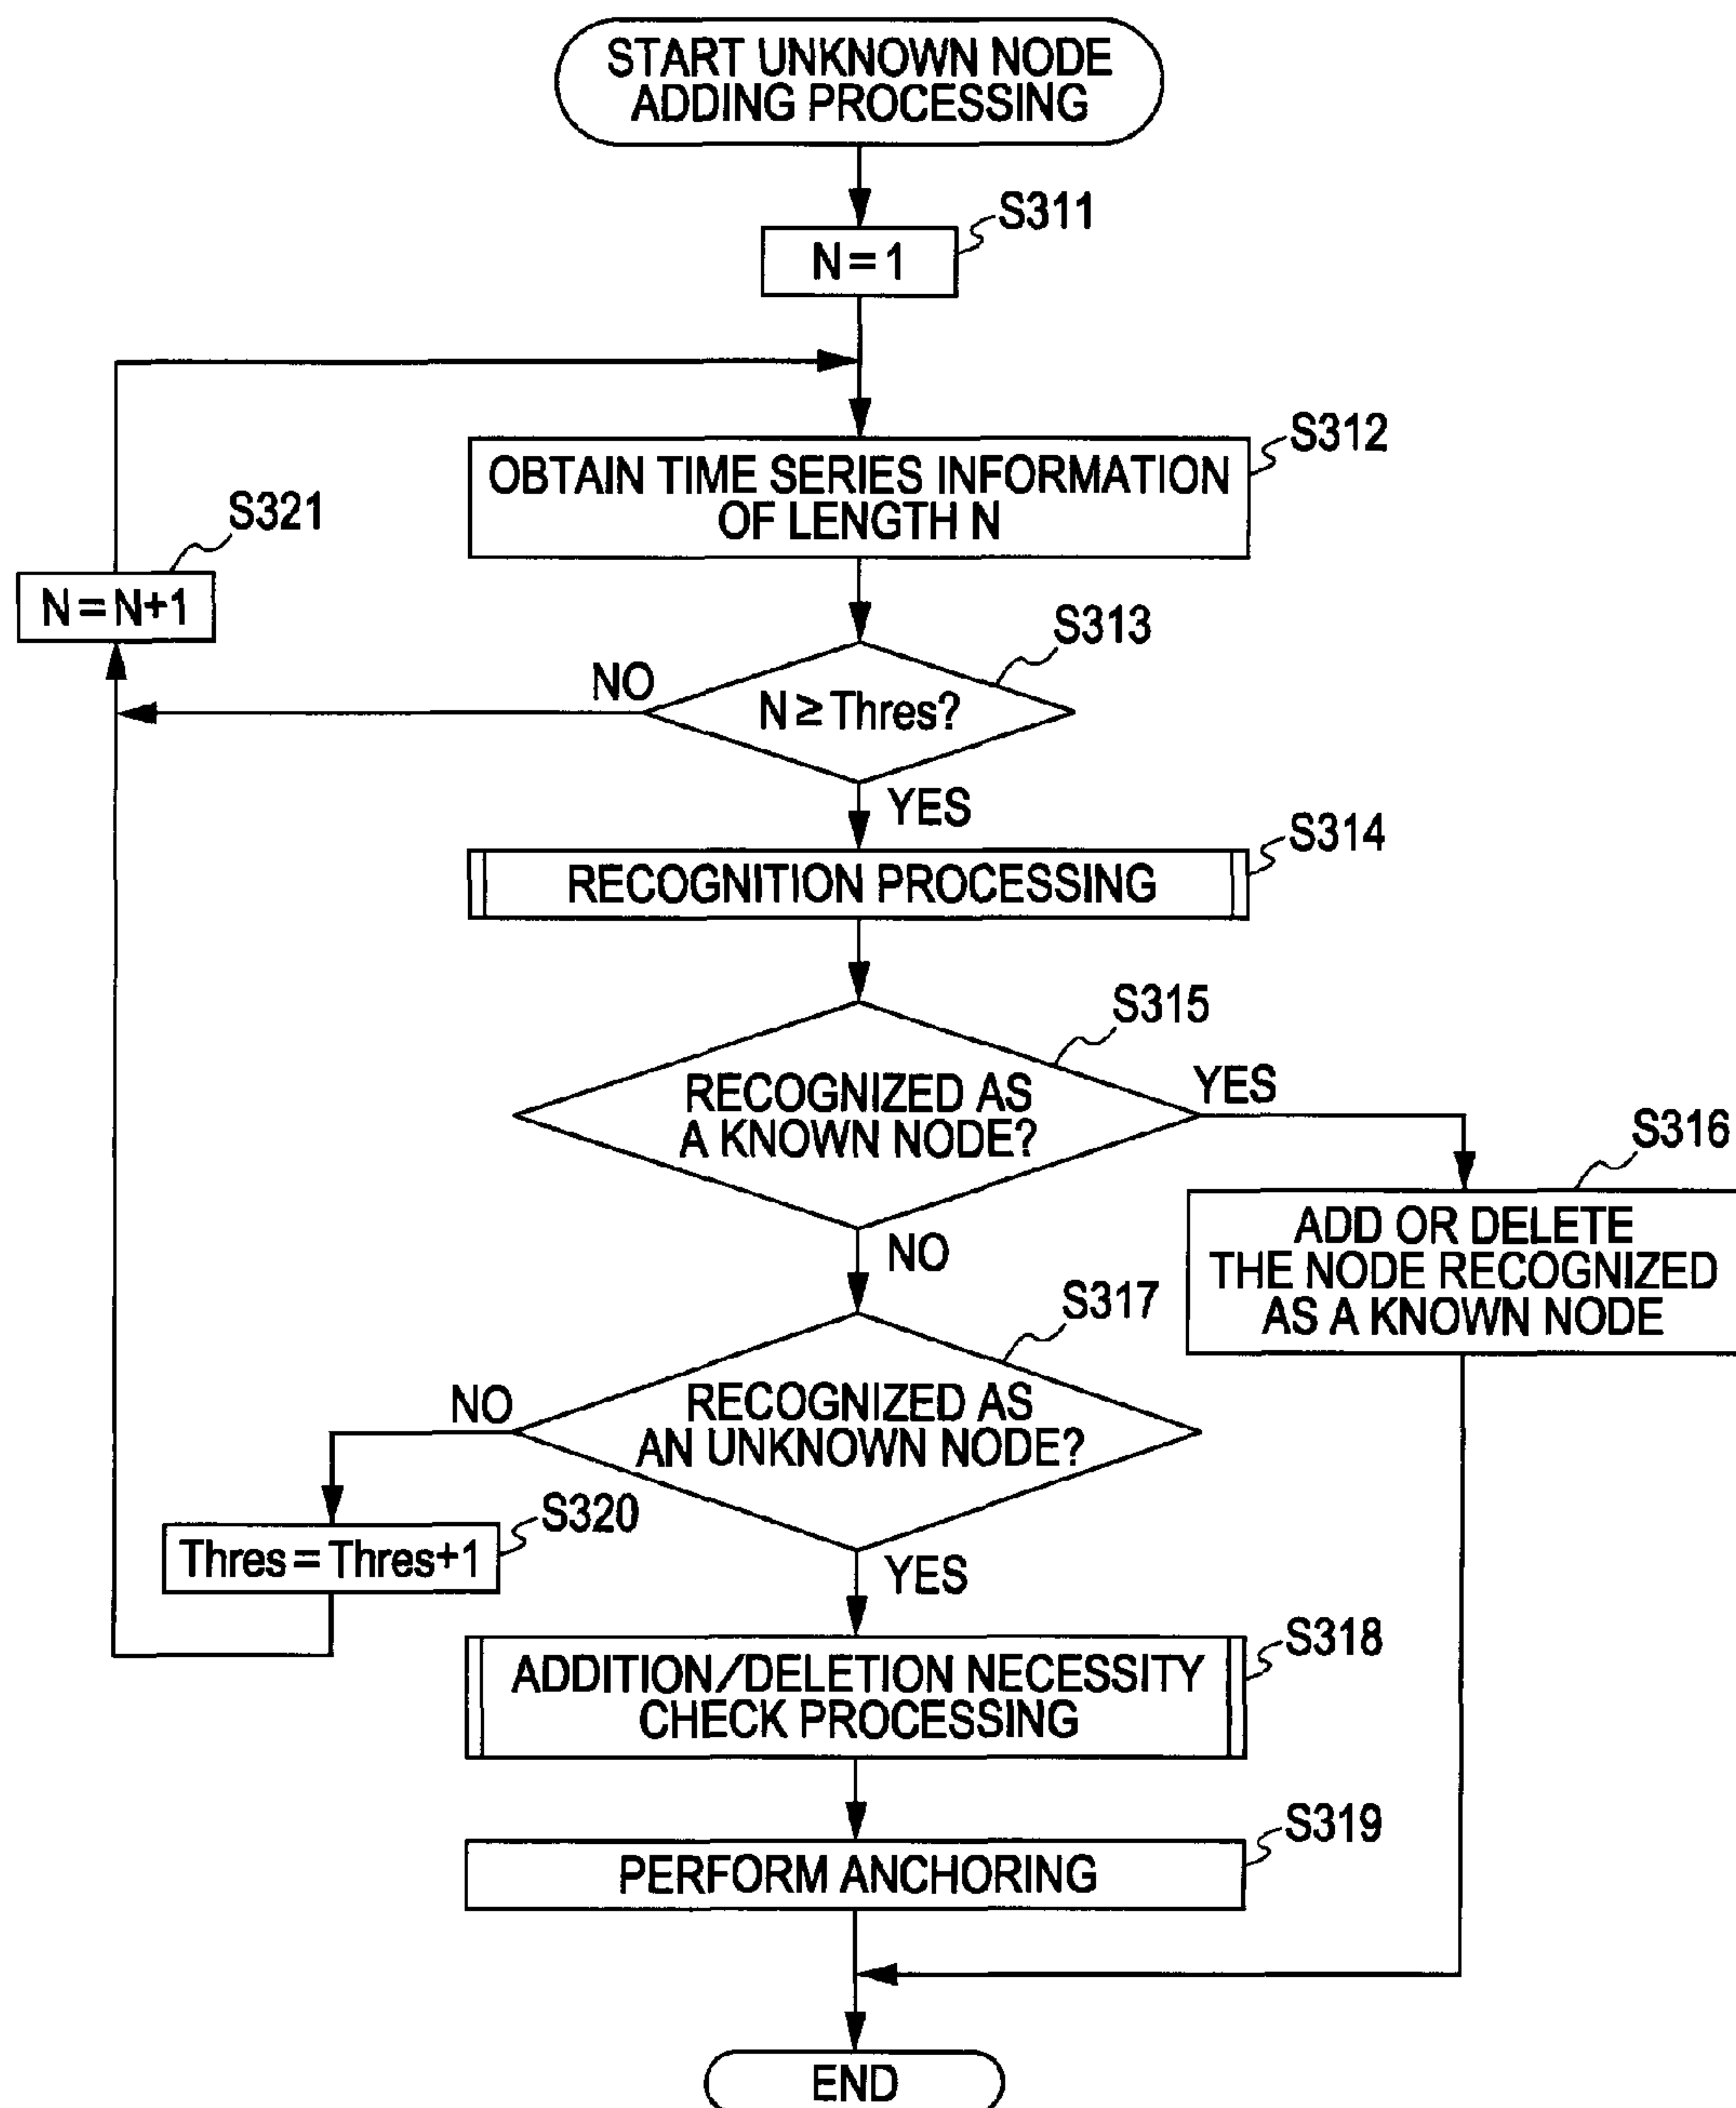 START UNKNOWN NODE
ADDING PROCESSING
S311
N=1
S312
OBTAIN TIME SERIES INFORMATION
OF LENGTH N
S321
N=N+1
S313
NO
N≥Thres?
YES
S314
RECOGNITION PROCESSING
S315
RECOGNIZED AS
A KNOWN NODE?
YES
S316
ADD OR DELETE
THE NODE RECOGNIZED
AS A KNOWN NODE
NO
S317
RECOGNIZED AS
AN UNKNOWN NODE?
NO
S320
Thres=Thres+1
YES
S318
ADDITION/DELETION NECESSITY
CHECK PROCESSING
S319
PERFORM ANCHORING
END